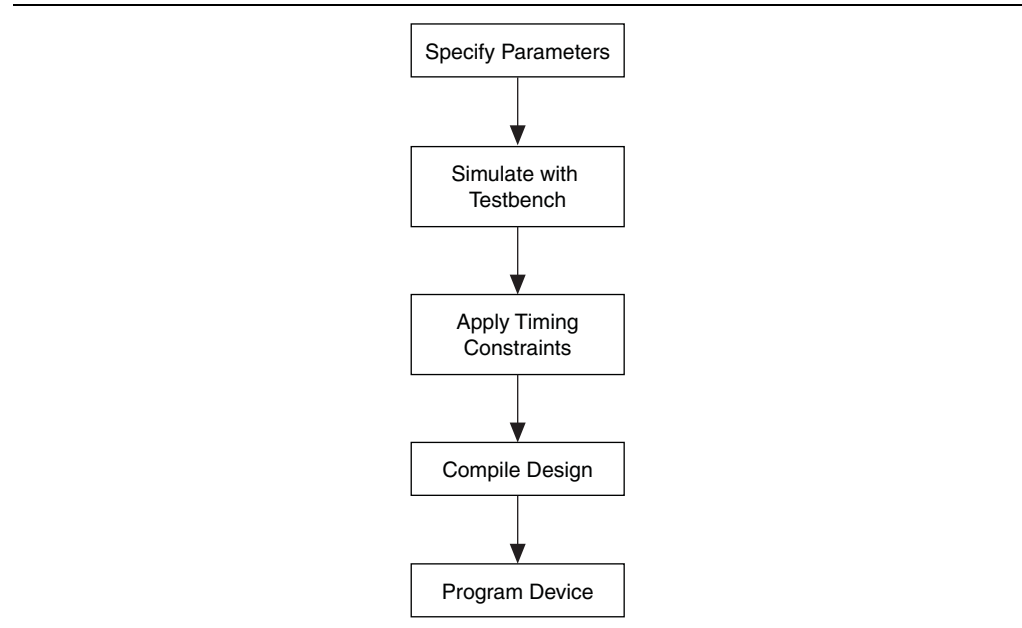 Specify Parameters
Simulate with
Testbench
Apply Timing
Constraints
Compile Design
Program Device